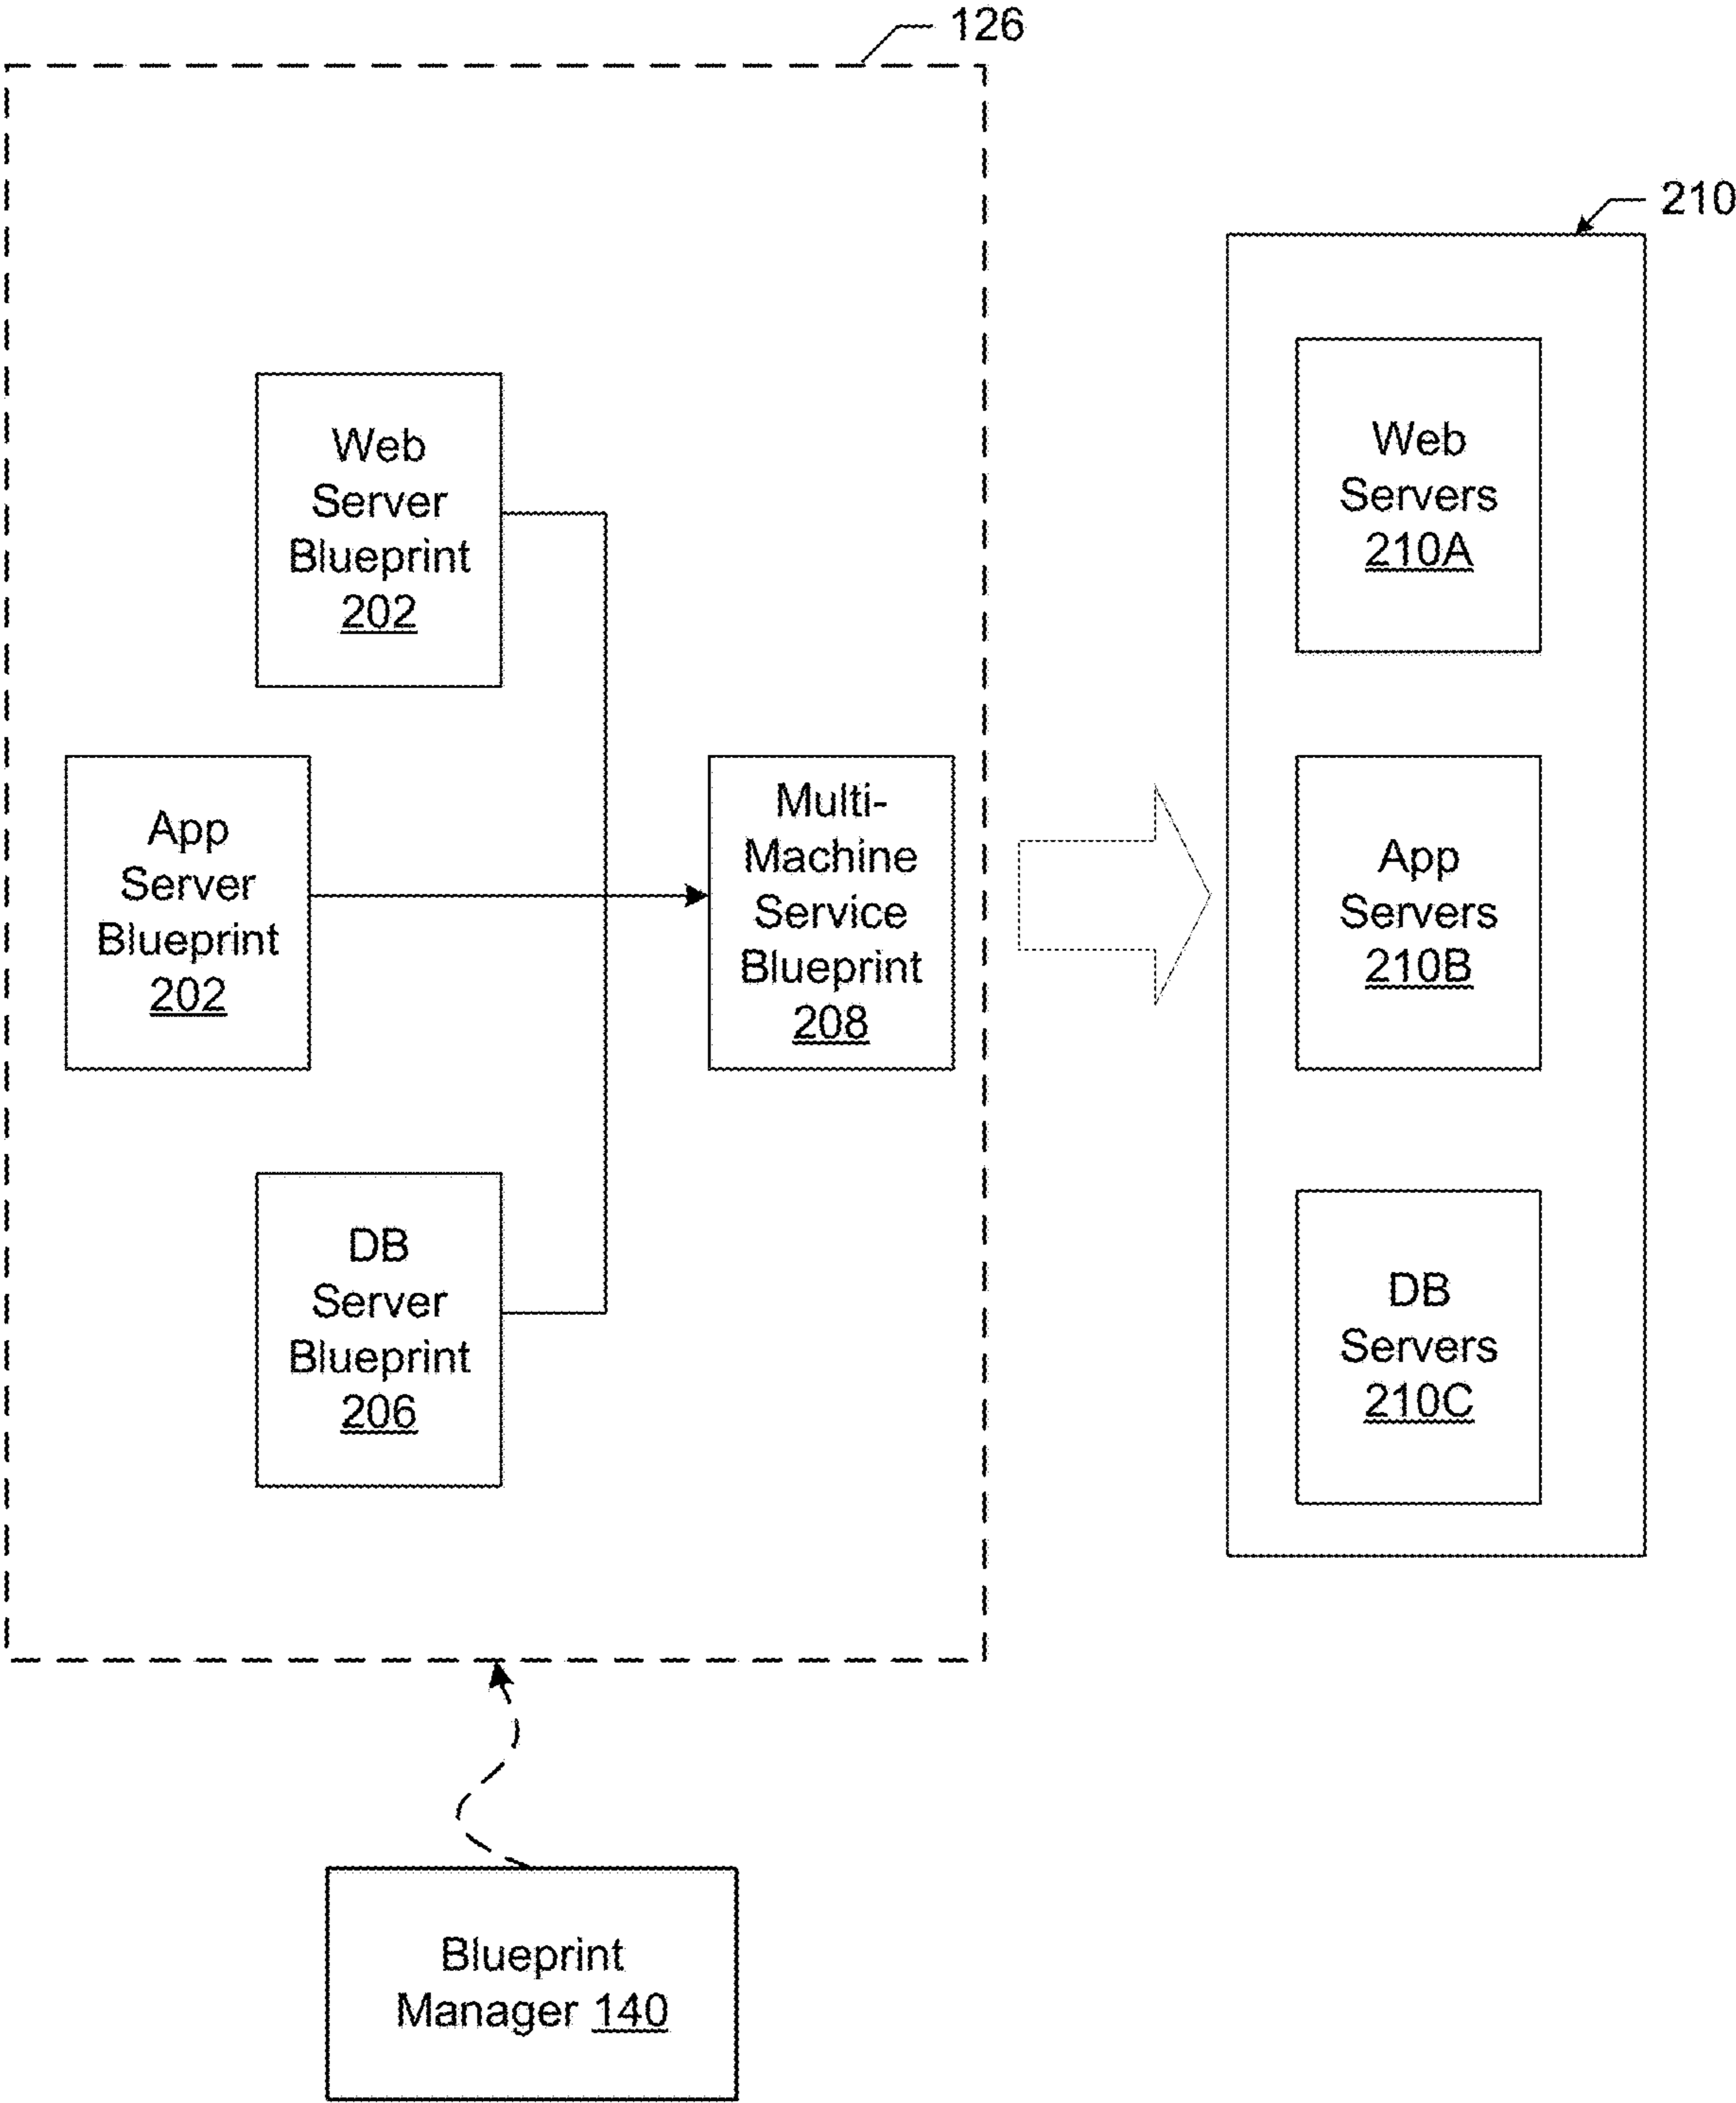 126
210
Web
Server
Blueprint
202
App
Server
Blueprint
202
Multi-
Machine
Service
Blueprint
208
DB
Server
Blueprint
206
Web
Servers
210A
App
Servers
210B
DB
Servers
210C
Blueprint
Manager 140